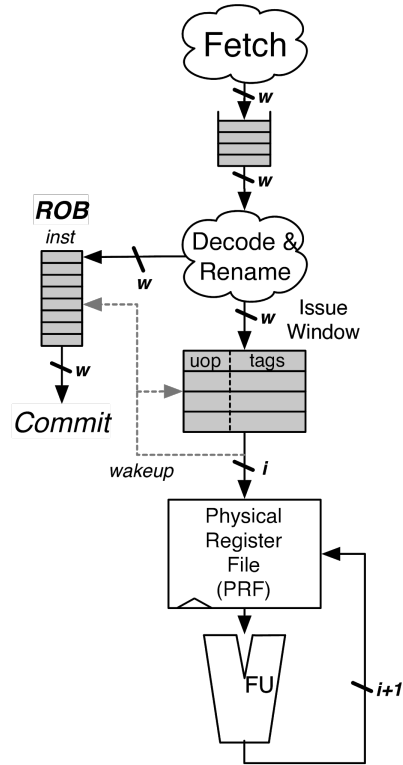 Fetch
w
w
ROB
inst
Decode &
Rename
w
w
Issue
Window
uop tags
w
Commit
wakeup
i
Physical
Register
File
(PRF)
FU
i+1